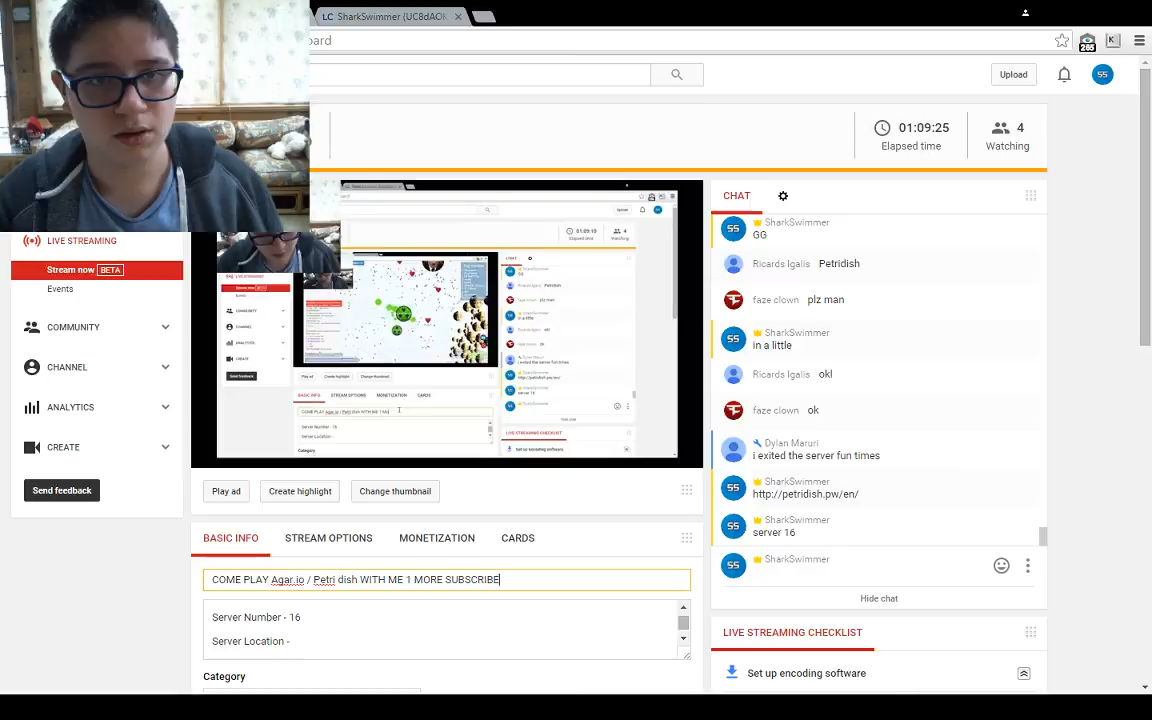 LC SharkSwimmer (UC8dAO
ard
265
K
Upload
SS
01:09:25
Elapsed time
4
Watching
LIVE STREAMING
Stream now BETA
Events
COMMUNITY
CHANNEL
ANALYTICS
CREATE
Send feedback
Play ad
Create highlight
Change thumbnail
BASIC INFO
STREAM OPTIONS
MONETIZATION
CARDS
COME PLAY Agar.io / Petri dish WITH ME 1 MORE SUBSCRIBE
Server Number - 16
Server Location -
Category
CHAT
SharkSwimmer
GG
Ricards Igalis Petridish
faze clown plz man
SharkSwimmer
in a little
Ricards Igalis okl
faze clown ok
Dylan Maruri
i exited the server fun times
SharkSwimmer
http://petridish.pw/en/
SharkSwimmer
server 16
SharkSwimmer
Hide chat
LIVE STREAMING CHECKLIST
Set up encoding software